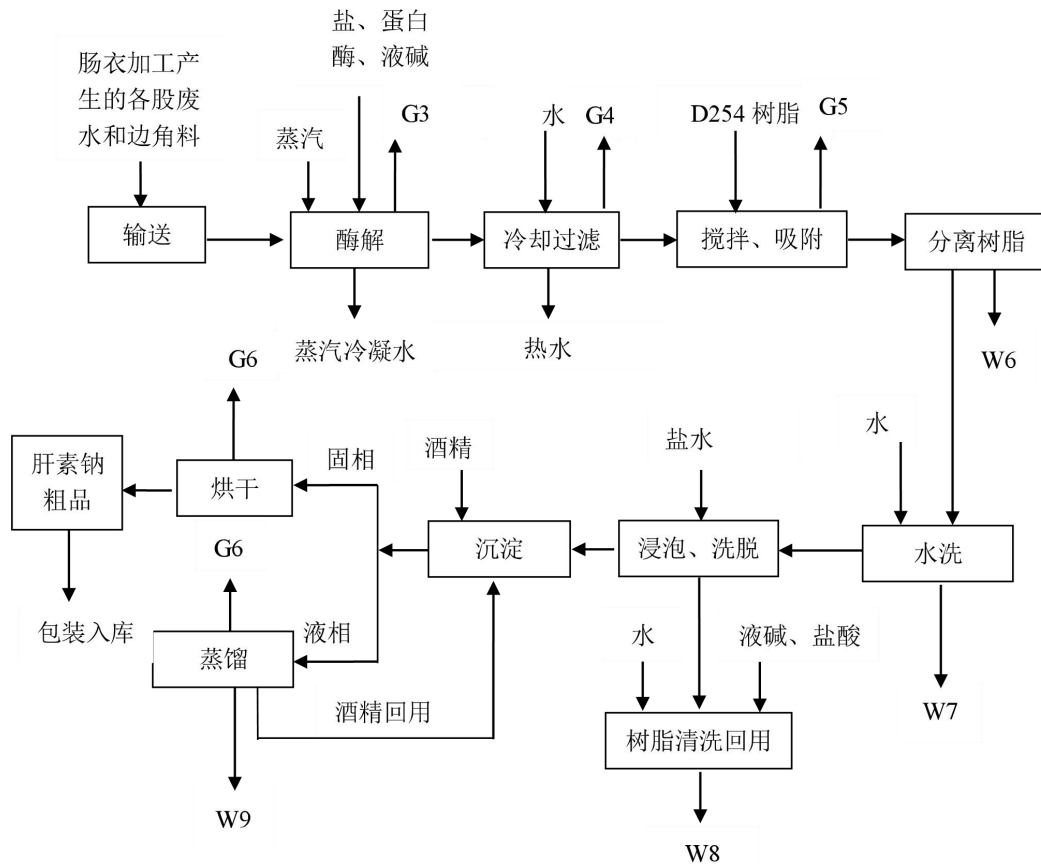 肠衣加工产
生的各股废
水和边角料
盐、蛋白
酶、液碱
蒸汽
G3
水
G4
D254 树脂
G5
输送
酶解
冷却过滤
搅拌、吸附
分离树脂
蒸汽冷凝水
热水
W6
G6
肝素钠
粗品
烘干
固相
酒精
盐水
水
G6
沉淀
浸泡、洗脱
水洗
包装入库
蒸馏
液相
酒精回用
水
液碱、盐酸
树脂清洗回用
W7
W9
W8